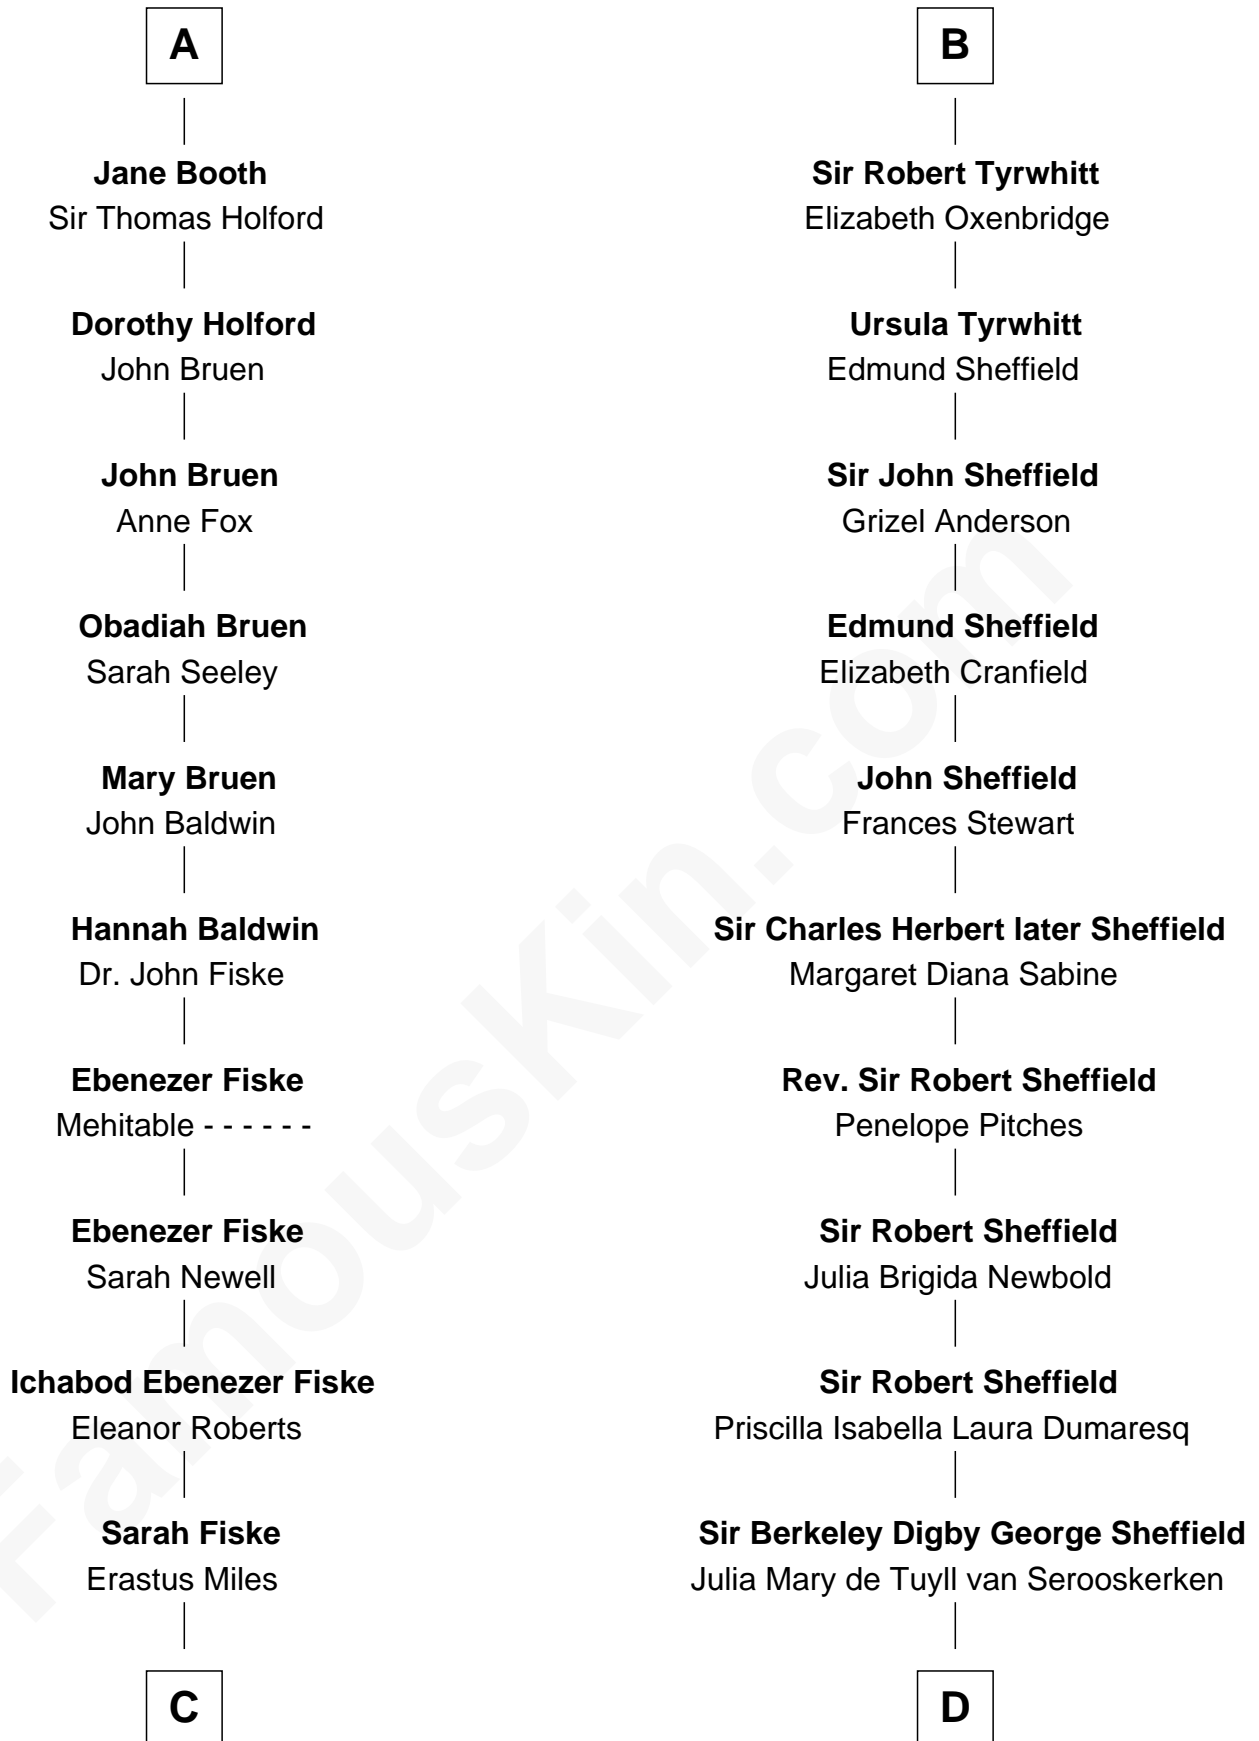 A
Jane Booth
Sir Thomas Holford
Dorothy Holford
John Bruen
John Bruen
Anne Fox
Obadiah Bruen
Sarah Seeley
Mary Bruen
John Baldwin
Hannah Baldwin
Dr. John Fiske
Ebenezer Fiske
Mehitable - - - - - -
Ebenezer Fiske
Sarah Newell
Ichabod Ebenezer Fiske
Eleanor Roberts
Sarah Fiske
Erastus Miles
C
B
Sir Robert Tyrwhitt
Elizabeth Oxenbridge
Ursula Tyrwhitt
Edmund Sheffield
Sir John Sheffield
Grizel Anderson
Edmund Sheffield
Elizabeth Cranfield
John Sheffield
Frances Stewart
Sir Charles Herbert later Sheffield
Margaret Diana Sabine
Rev. Sir Robert Sheffield
Penelope Pitches
Sir Robert Sheffield
Julia Brigida Newbold
Sir Robert Sheffield
Priscilla Isabella Laura Dumaresq
Sir Berkeley Digby George Sheffield
Julia Mary de Tuyll van Serooskerken
D
FamousKin.com